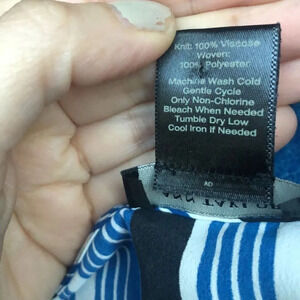 Knit: 100% Viscose
Woven:
100% Polyester
Machine Wash Cold
Gentle Cycle
Only Non-Chlorine
Bleach When Needed
Tumble Dry Low
Cool Iron if Needed
AD